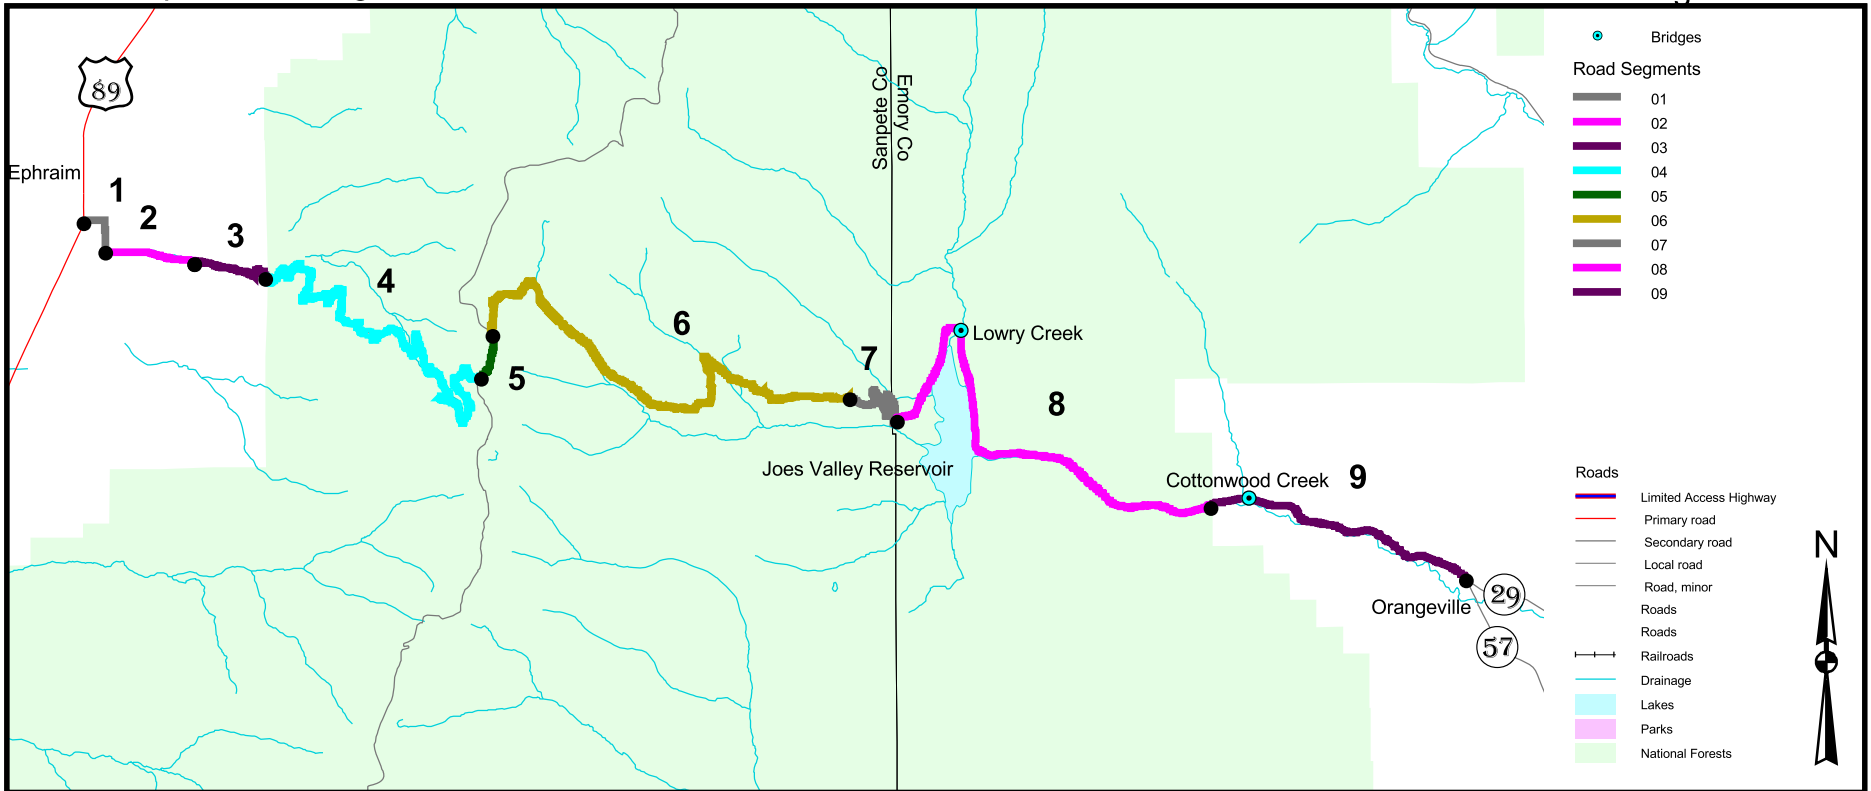 89
Ephraim
1
2
3
4
5
6
7
8
9
Sanpete Co
Emory Co
Lowry Creek
Joes Valley Reservoir
Cottonwood Creek
Orangeville
29
57
Bridges
Road Segments
01
02
03
04
05
06
07
08
09
Roads
Limited Access Highway
Primary road
Secondary road
Local road
Road, minor
Roads
Roads
Railroads
Drainage
Lakes
Parks
National Forests
N